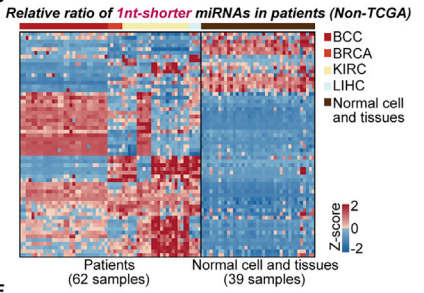 Relative ratio of 1nt-shorter miRNAs in patients (Non-TCGA)
BCC
BRCA
KIRC
LIHC
Normal cell
and tissues
Z-score
2
0
-2
Patients
(62 samples)
Normal cell and tissues
(39 samples)